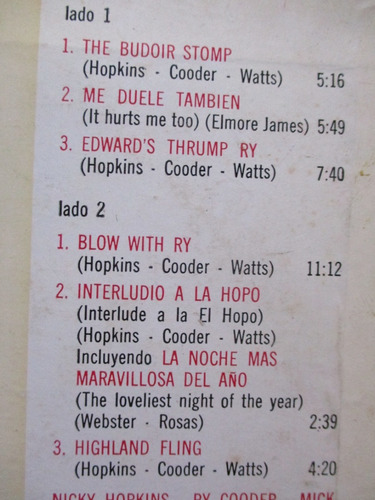 lado 1
1. THE BUDOIR STOMP
(Hopkins - Cooder - Watts) 5:16
2. ME DUELE TAMBIEN
(It hurts me too) (Elmore James) 5:49
3. EDWARD'S THRUMP RY
(Hopkins - Cooder - Watts) 7:40
lado 2
1. BLOW WITH RY
(Hopkins - Cooder - Watts) 11:12
2. INTERLUDIO A LA HOPO
(Interlude a la El Hopo)
(Hopkins - Cooder - Watts)
Incluyendo LA NOCHE MAS
MARAVILLOSA DEL AÑO
(The loveliest night of the year)
(Webster - Rosas) 2:39
3. HIGHLAND FLING
(Hopkins - Cooder - Watts) 4:20
NICKY HOPKINS - RY COODER - MICK